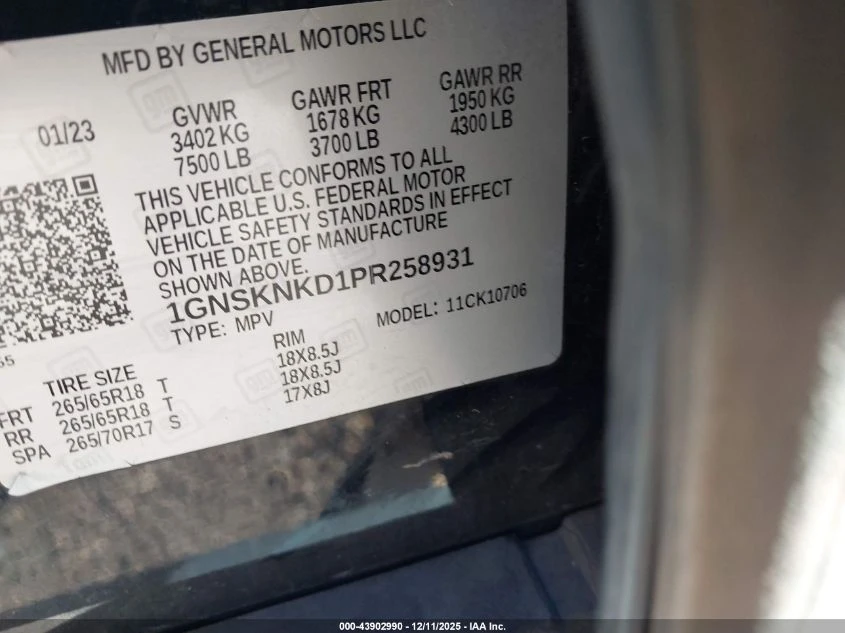 MFD BY GENERAL MOTORS LLC
01/23
GVWR
3402 KG
7500 LB
GAWR FRT
1678 KG
3700 LB
GAWR RR
1950 KG
4300 LB
THIS VEHICLE CONFORMS TO ALL
APPLICABLE U.S. FEDERAL MOTOR
VEHICLE SAFETY STANDARDS IN EFFECT
ON THE DATE OF MANUFACTURE
SHOWN ABOVE.
1GNSKNKD1PR258931
TYPE: MPV MODEL: 11CK10706
TIRE SIZE RIM
FRT 265/65R18 T 18X8.5J
RR 265/65R18 T 18X8.5J
SPA 265/70R17 S 17X8J
000-43902990 - 12/11/2025 - IAA Inc.